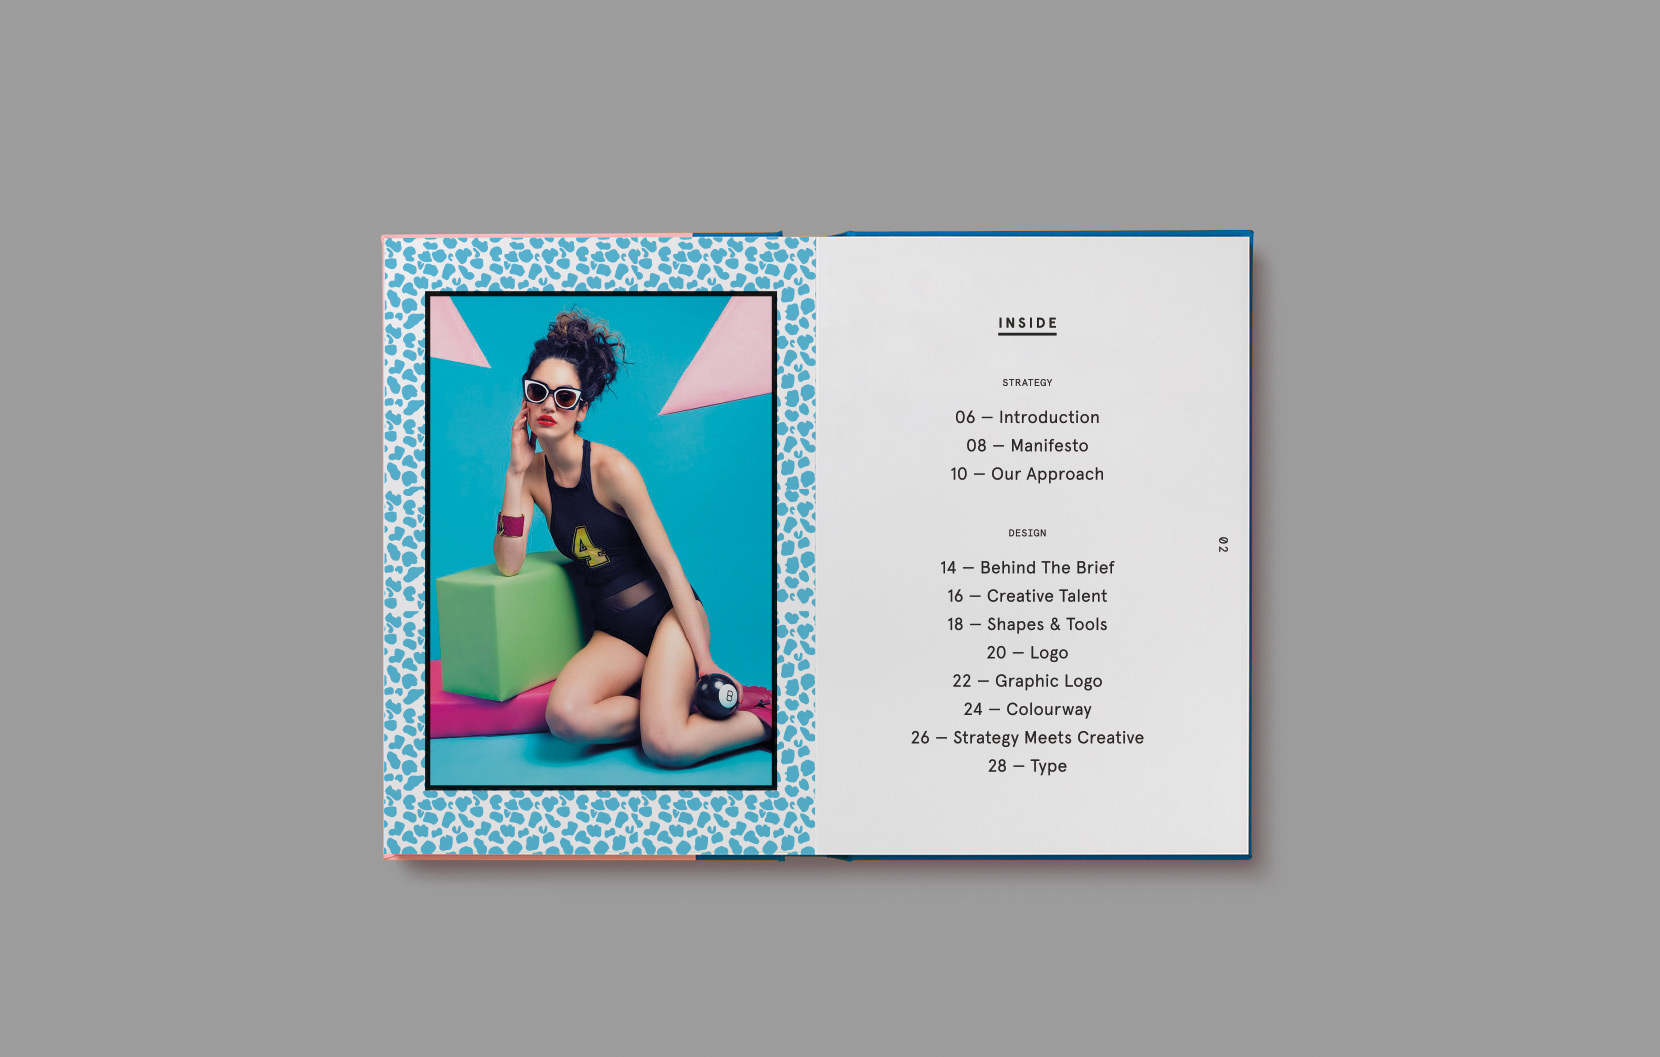 4
8
INSIDE
STRATEGY
06 — Introduction
08 — Manifesto
10 — Our Approach
DESIGN
14 — Behind The Brief
16 — Creative Talent
18 — Shapes & Tools
20 — Logo
22 — Graphic Logo
24 — Colourway
26 — Strategy Meets Creative
28 — Type
02